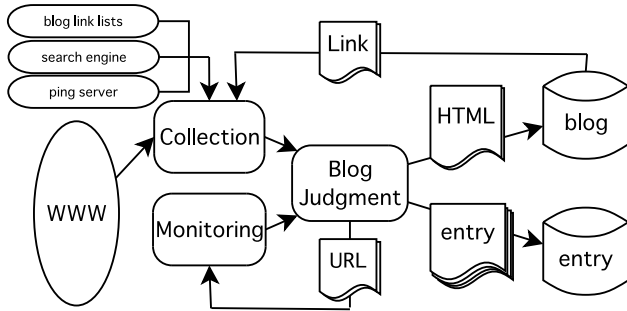 blog link lists
search engine
ping server
Link
Collection
HTML
blog
WWW
Blog
Judgment
Monitoring
URL
entry
entry